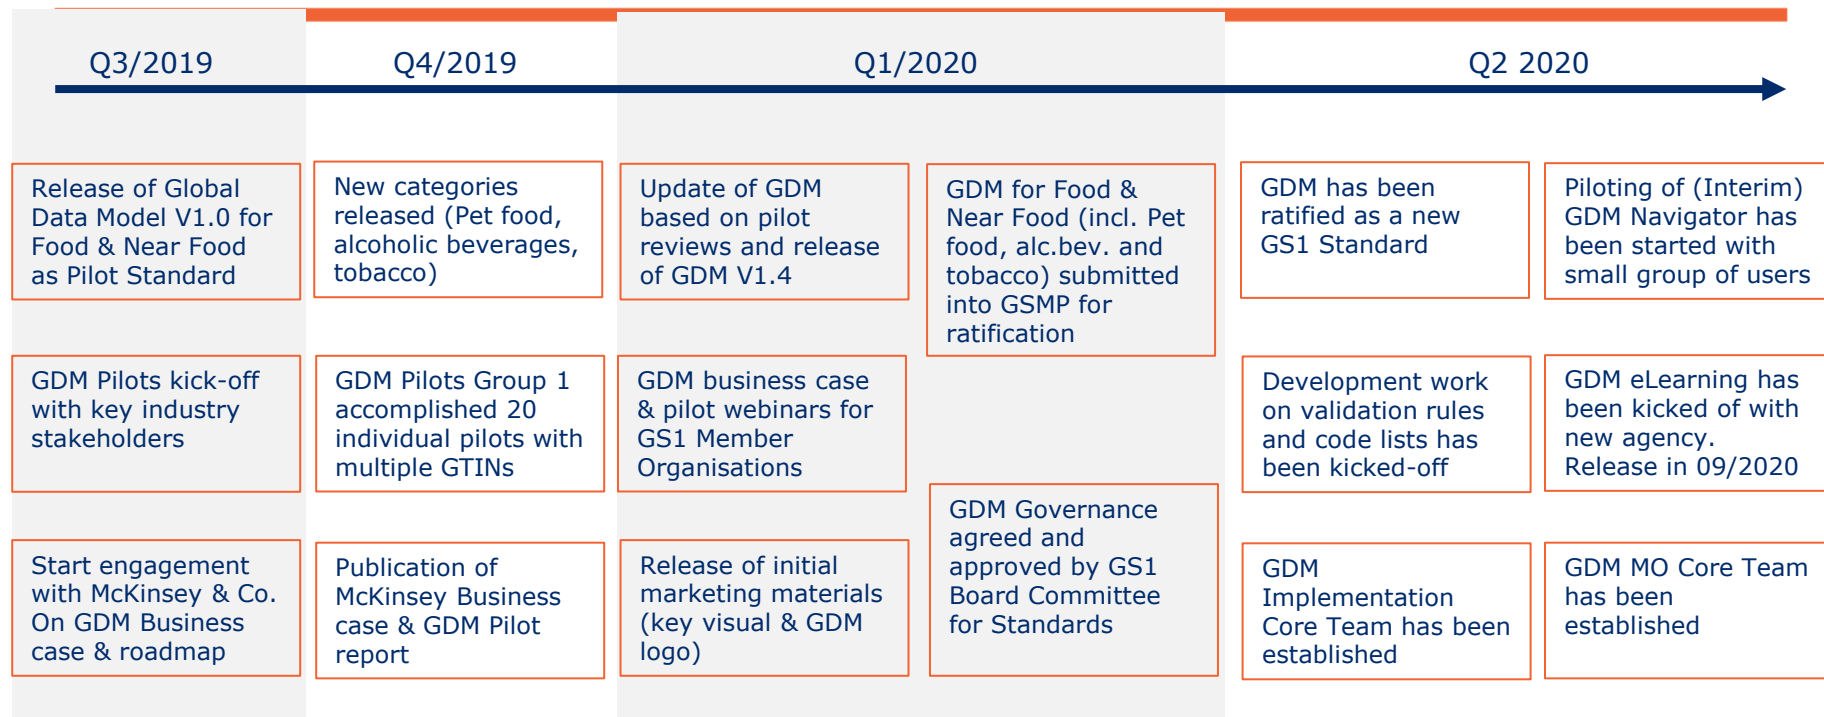 Q3/2019
Q4/2019
Q1/2020
Q2 2020
Release of Global
Data Model V1.0 for
Food & Near Food
as Pilot Standard
New categories
released (Pet food,
alcoholic beverages,
tobacco)
Update of GDM
based on pilot
reviews and release
of GDM V1.4
GDM for Food &
Near Food (incl. Pet
food, alc.bev. and
tobacco) submitted
into GSMP for
ratification
GDM has been
ratified as a new
GS1 Standard
Piloting of (Interim)
GDM Navigator has
been started with
small group of users
GDM Pilots kick-off
with key industry
stakeholders
GDM Pilots Group 1
accomplished 20
individual pilots with
multiple GTINs
GDM business case
& pilot webinars for
GS1 Member
Organisations
Development work
on validation rules
and code lists has
been kicked-off
GDM eLearning has
been kicked of with
new agency.
Release in 09/2020
Start engagement
with McKinsey & Co.
On GDM Business
case & roadmap
Publication of
McKinsey Business
case & GDM Pilot
report
Release of initial
marketing materials
(key visual & GDM
logo)
GDM Governance
agreed and
approved by GS1
Board Committee
for Standards
GDM
Implementation
Core Team has been
established
GDM MO Core Team
has been
established